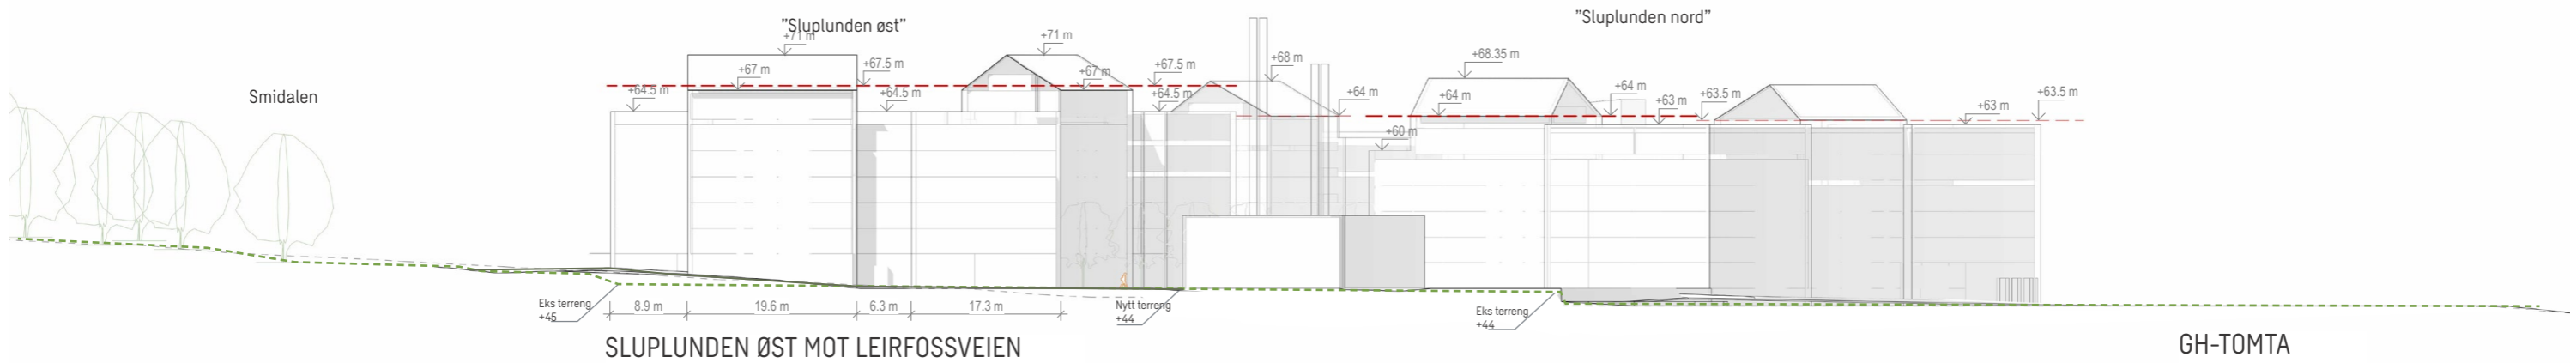 "Sluplunden øst"
"Sluplunden nord"
+71 m
+71 m
+67 m
+67.5 m
+67 m
+67.5 m
+68 m
+68.35 m
Smidalen
+64.5 m
+64.5 m
+64.5 m
+64 m
+64 m
+64 m
+63 m
+63.5 m
+63 m
+63.5 m
+60 m
Eks terreng
+45
8.9 m
19.6 m
6.3 m
17.3 m
Nytt terreng
+44
Eks terreng
+44
SLUPLUNDEN ØST MOT LEIRFOSSVEIEN
GH-TOMTA